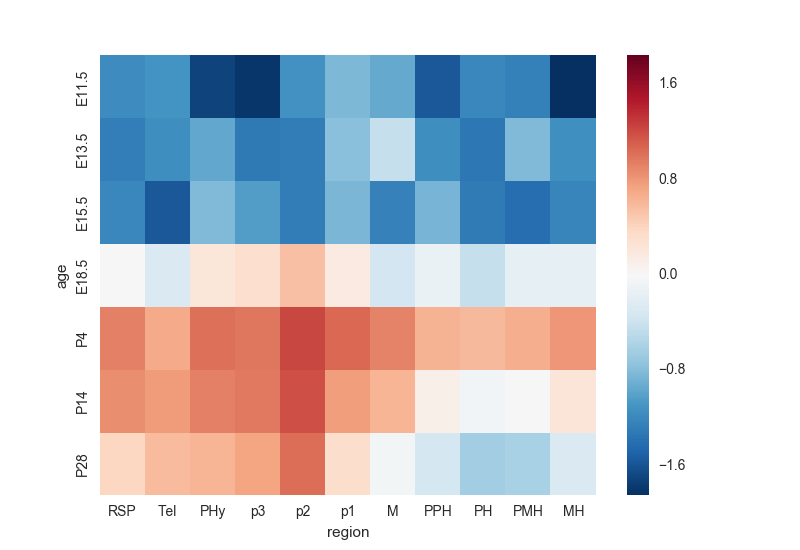 E11.5
E13.5
E15.5
E18.5
P4
P14
P28
age
RSP Tel PHy p3 p2 p1 M PPH PH PMH MH
region
1.6
0.8
0.0
−0.8
−1.6